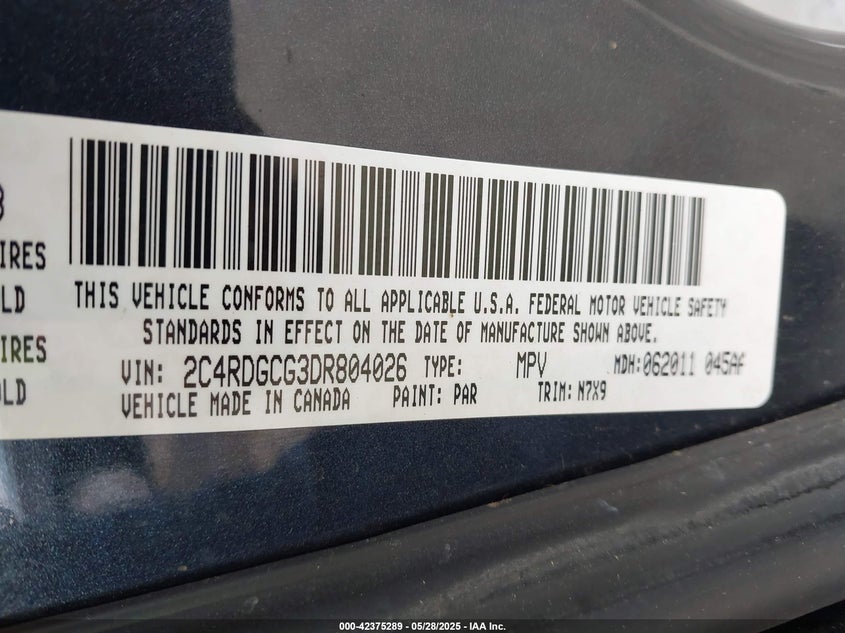 IRES
LD
IRES
OLD
THIS VEHICLE CONFORMS TO ALL APPLICABLE U.S.A. FEDERAL MOTOR VEHICLE SAFETY
STANDARDS IN EFFECT ON THE DATE OF MANUFACTURE SHOWN ABOVE.
VIN: 2C4RDGCG3DR804026 TYPE: MPV MDH:062011 045AF
VEHICLE MADE IN CANADA PAINT: PAR TRIM: N7X9
000-42375289 - 05/28/2025 - IAA Inc.